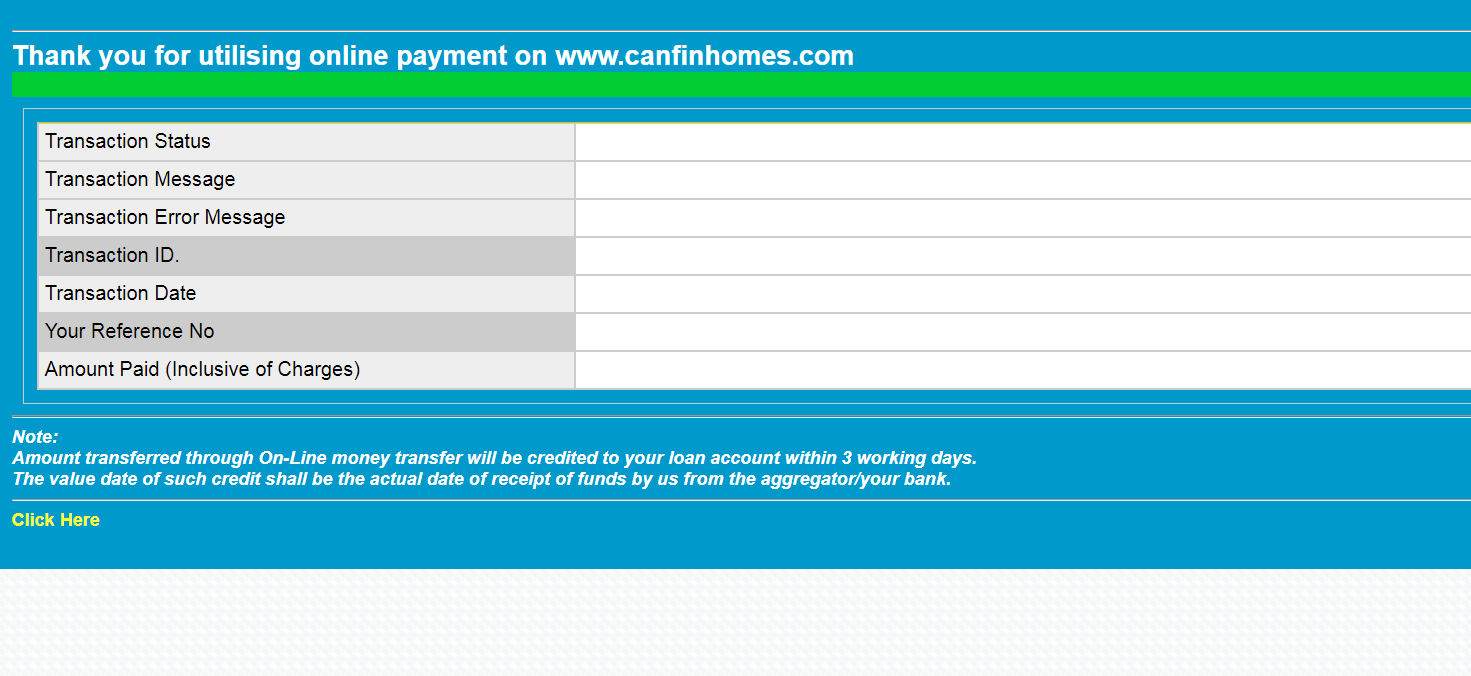 Thank you for utilising online payment on www.canfinhomes.com
Transaction Status
Transaction Message
Transaction Error Message
Transaction ID.
Transaction Date
Your Reference No
Amount Paid (Inclusive of Charges)
Note:
Amount transferred through On-Line money transfer will be credited to your loan account within 3 working days.
The value date of such credit shall be the actual date of receipt of funds by us from the aggregator/your bank.
Click Here